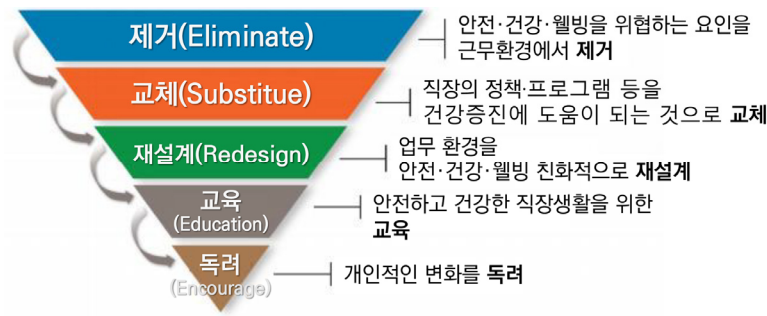 제거(Eliminate)
안전·건강·웰빙을 위협하는 요인을
근무환경에서 제거
교체(Substitue)
직장의 정책·프로그램 등을
건강증진에 도움이 되는 것으로 교체
재설계(Redesign)
업무 환경을
안전·건강·웰빙 친화적으로 재설계
교육
(Education)
안전하고 건강한 직장생활을 위한
교육
독려
(Encourage)
개인적인 변화를 독려